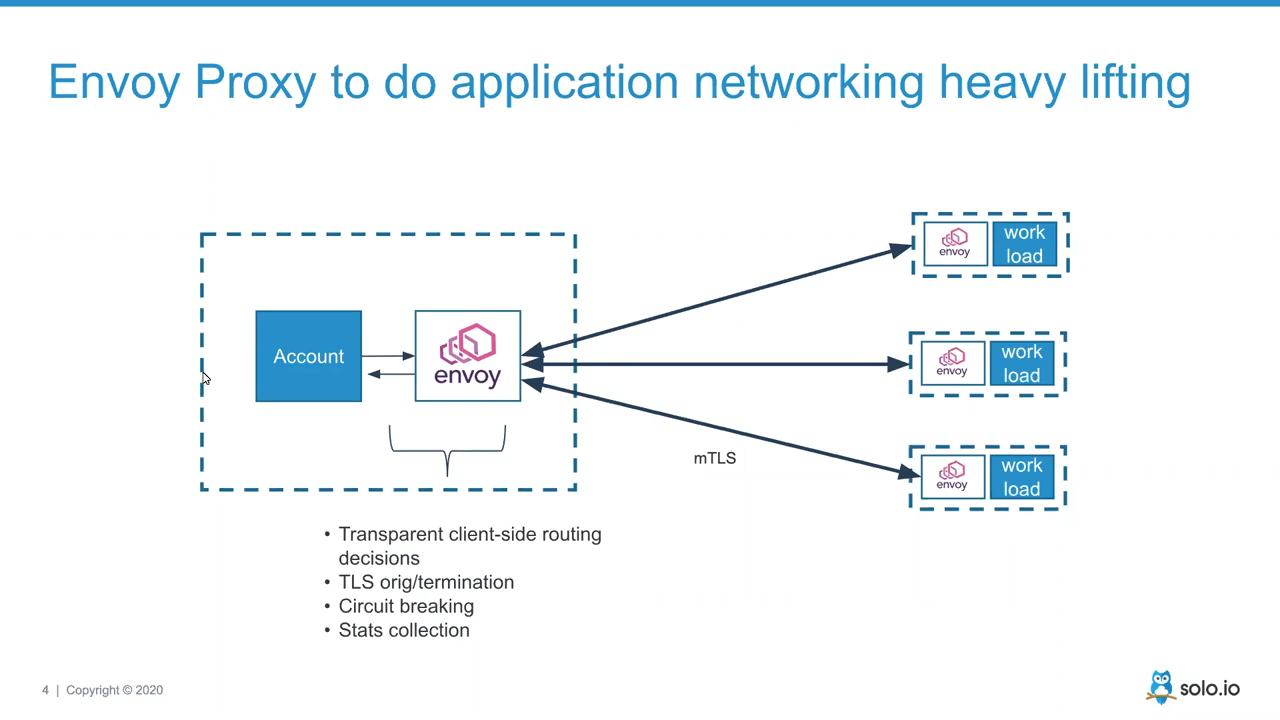 Envoy Proxy to do application networking heavy lifting
envoy
work
load
Account
envoy
envoy
work
load
mTLS
envoy
work
load
• Transparent client-side routing
decisions
• TLS orig/termination
• Circuit breaking
• Stats collection
4 | Copyright © 2020
solo.io